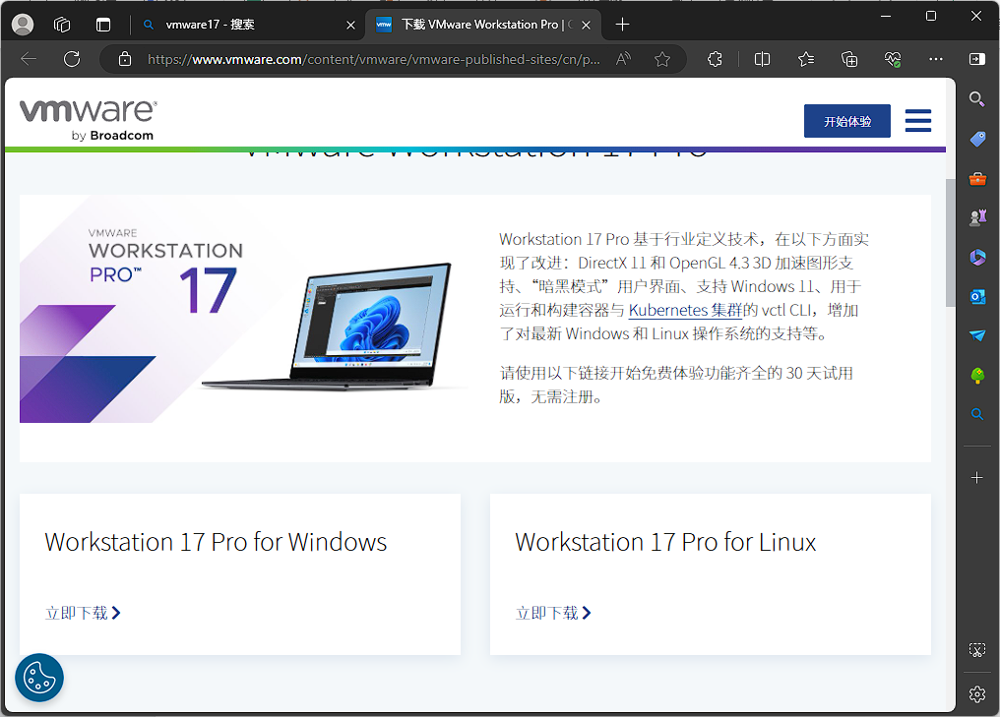 vmware17 - 搜索
下载 VMware Workstation Pro |
https://www.vmware.com/content/vmware/vmware-published-sites/cn/p...
vmware®
by Broadcom
开始体验
VMware Workstation 17 Pro
VMWARE
WORKSTATION
PRO™ 17
Workstation 17 Pro 基于行业定义技术，在以下方面实
现了改进：DirectX 11 和 OpenGL 4.3 3D 加速图形支
持、“暗黑模式”用户界面、支持 Windows 11、用于
运行和构建容器与 Kubernetes 集群的 vctl CLI，增加
了对最新 Windows 和 Linux 操作系统的支持等。
请使用以下链接开始免费体验功能齐全的 30 天试用
版，无需注册。
Workstation 17 Pro for Windows
Workstation 17 Pro for Linux
立即下载
立即下载